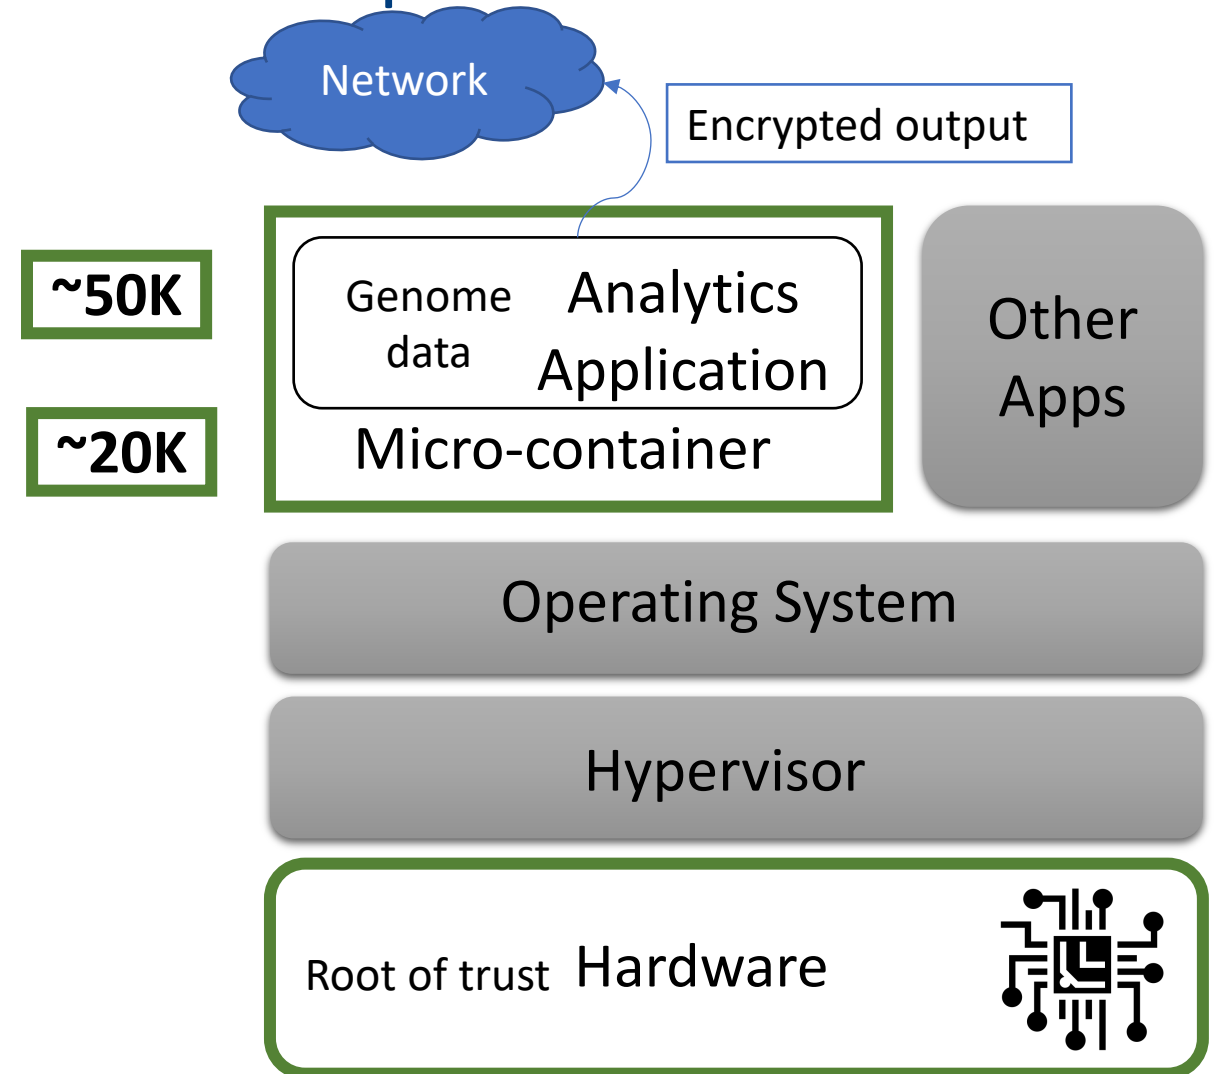 Network
Encrypted output
~50K
Genome
data
Analytics
Application
Other
Apps
~20K
Micro-container
Operating System
Hypervisor
Root of trust Hardware